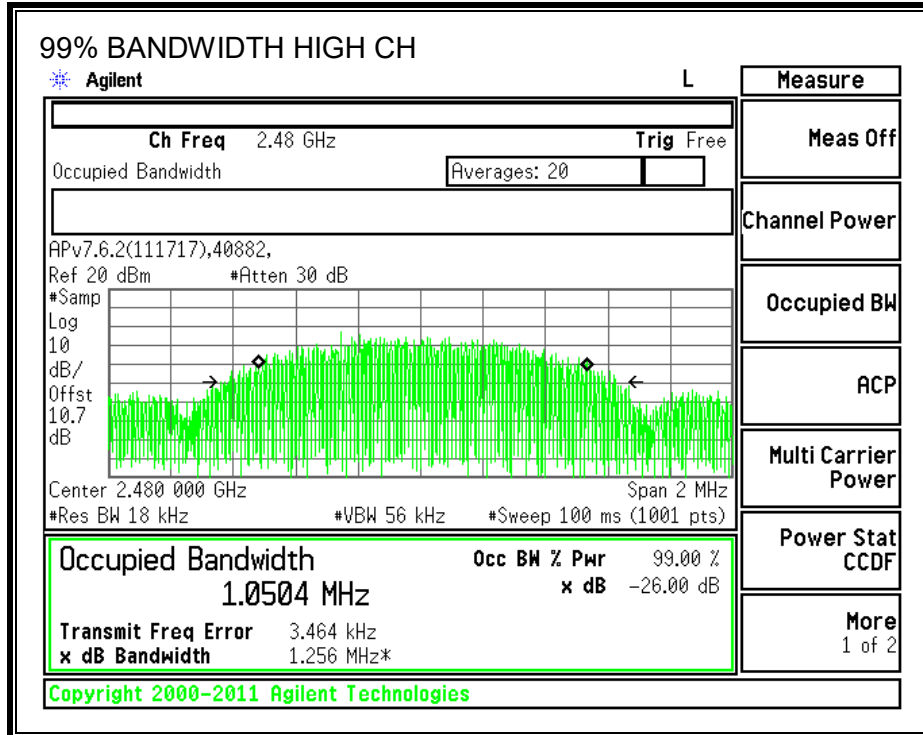 99% BANDWIDTH HIGH CH
Agilent L
Measure
Ch Freq 2.48 GHz Trig Free
Meas Off
Occupied Bandwidth Averages: 20
Channel Power
APv7.6.2(111717),40882,
Ref 20 dBm #Atten 30 dB
#Samp
Log
10
dB/
Offst
10.7
dB
Occupied BW
ACP
Multi Carrier
Power
Center 2.480 000 GHz Span 2 MHz
#Res BW 18 kHz #VBW 56 kHz #Sweep 100 ms (1001 pts)
Occupied Bandwidth Occ BW % Pwr 99.00 %
1.0504 MHz x dB -26.00 dB
Power Stat
CCDF
Transmit Freq Error 3.464 kHz
x dB Bandwidth 1.256 MHz*
More
1 of 2
Copyright 2000-2011 Agilent Technologies